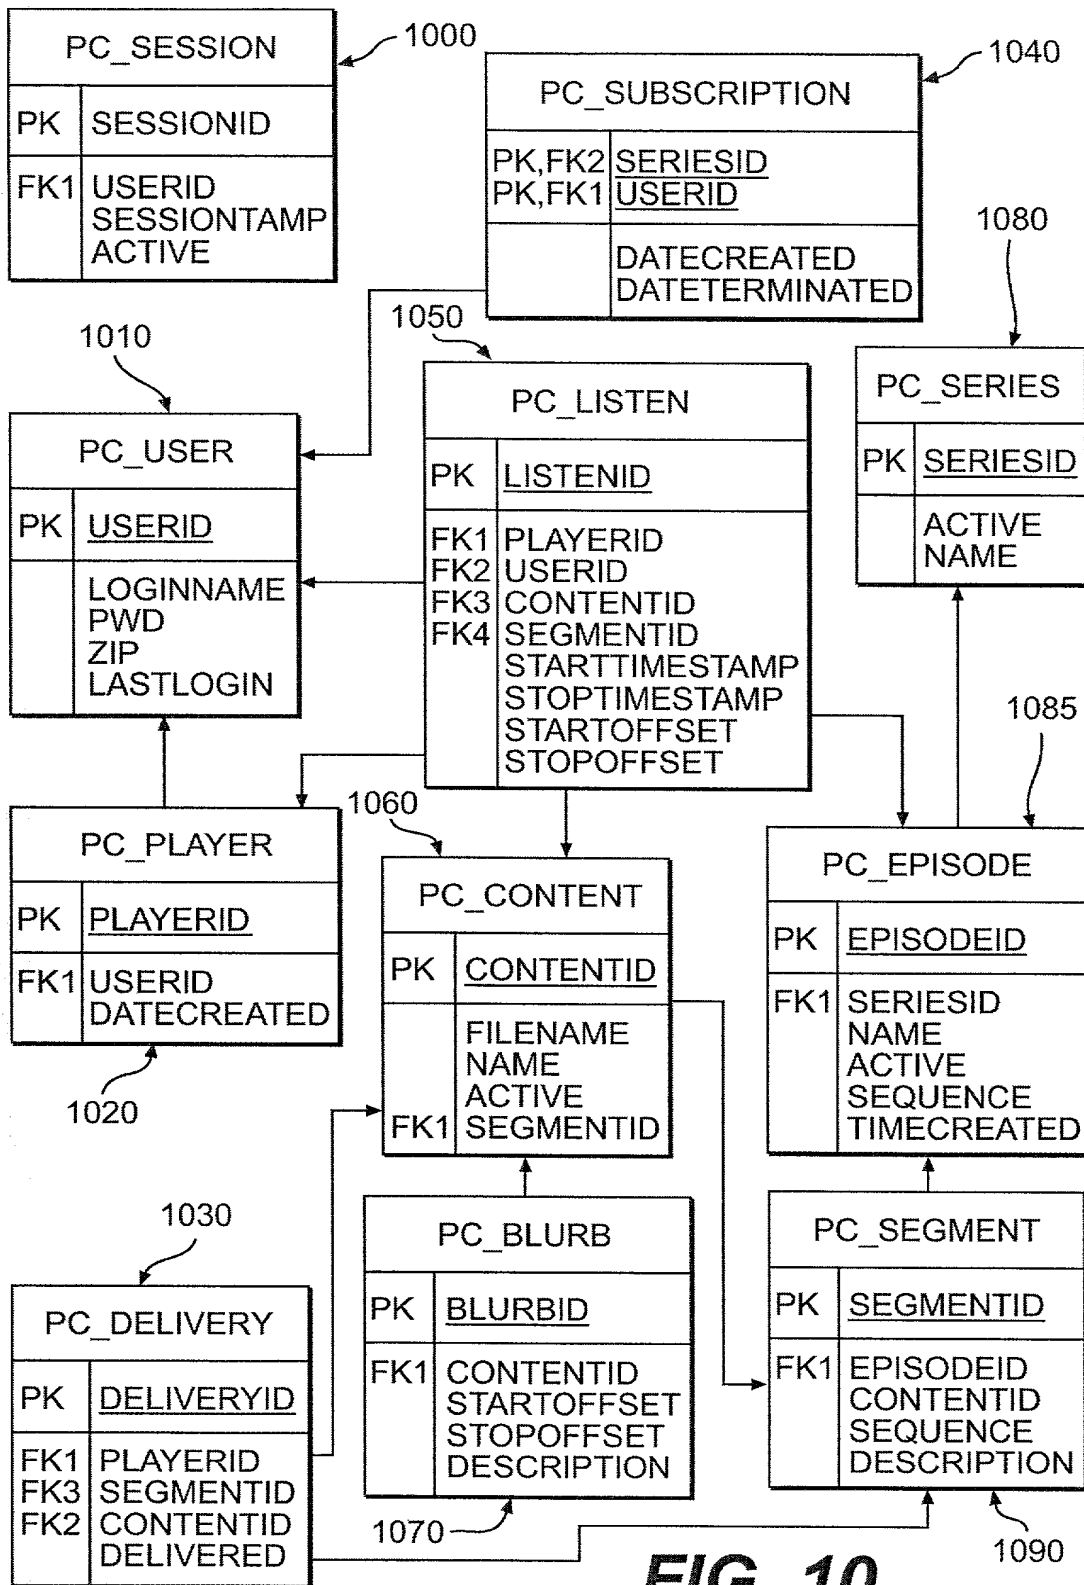 PC_SESSION
1000
PK SESSIONID
FK1 USERID
SESSIONTAMP
ACTIVE
PC_SUBSCRIPTION
1040
PK,FK2 SERIESID
PK,FK1 USERID
DATECREATED
DATETERMINATED
1010
PC_USER
PK USERID
LOGINNAME
PWD
ZIP
LASTLOGIN
1050
PC_LISTEN
PK LISTENID
FK1 PLAYERID
FK2 USERID
FK3 CONTENTID
FK4 SEGMENTID
STARTTIMESTAMP
STOPTIMESTAMP
STARTOFFSET
STOPOFFSET
1080
PC_SERIES
PK SERIESID
ACTIVE
NAME
PC_PLAYER
PK PLAYERID
FK1 USERID
DATECREATED
1020
1060
PC_CONTENT
PK CONTENTID
FILENAME
NAME
ACTIVE
FK1 SEGMENTID
1085
PC_EPISODE
PK EPISODEID
FK1 SERIESID
NAME
ACTIVE
SEQUENCE
TIMECREATED
1030
PC_DELIVERY
PK DELIVERYID
FK1 PLAYERID
FK3 SEGMENTID
FK2 CONTENTID
DELIVERED
PC_BLURB
PK BLURBID
FK1 CONTENTID
STARTOFFSET
STOPOFFSET
DESCRIPTION
1070
PC_SEGMENT
PK SEGMENTID
FK1 EPISODEID
CONTENTID
SEQUENCE
DESCRIPTION
1090
FIG. 10